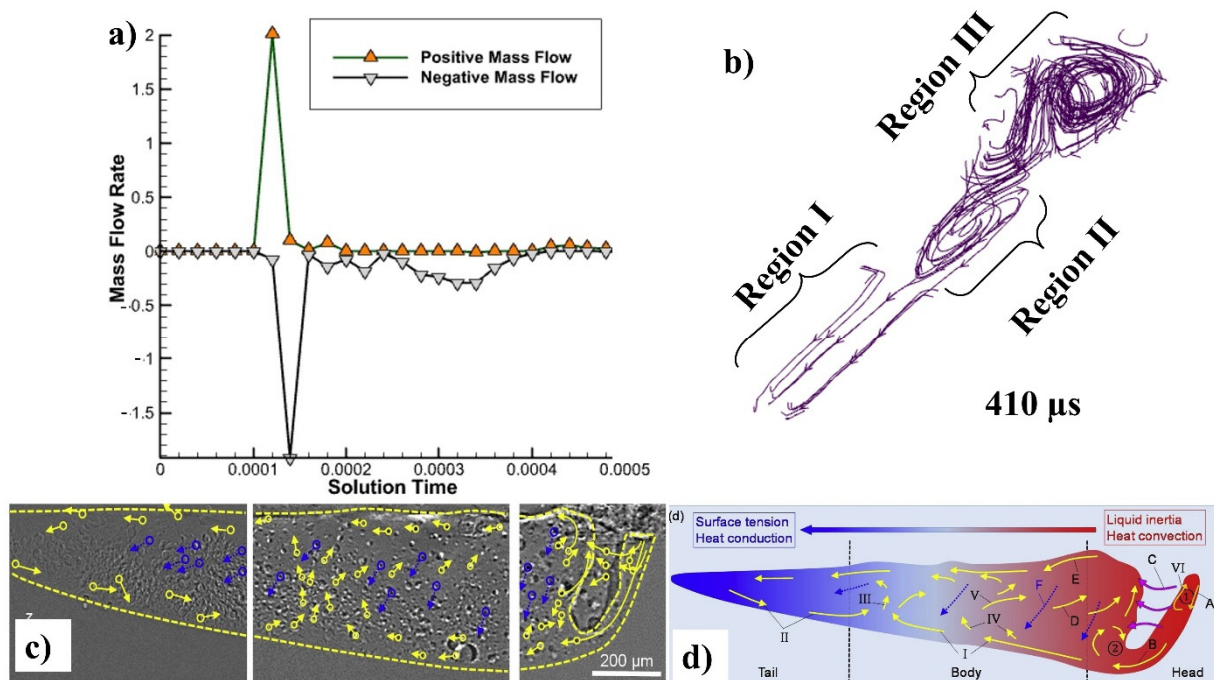 a)
Positive Mass Flow
Negative Mass Flow
Mass Flow Rate
2
1.5
1
0.5
0
-0.5
-1
-1.5
0
0.0001
0.0002
0.0003
0.0004
0.0005
Solution Time
b)
Region III
Region I
Region II
410 µs
c)
z
200 µm
(d)
Surface tension
Heat conduction
Liquid inertia
Heat convection
C
VI
E
A
F
①
III
V
D
IV
II
②
B
I
d)
Tail
Body
Head